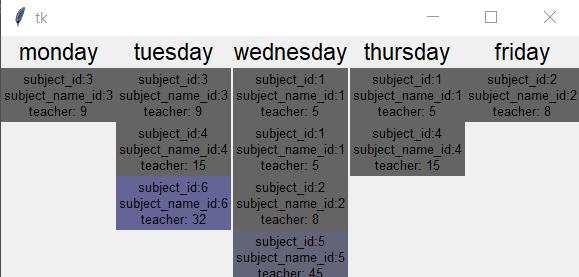 tk
monday tuesday wednesday thursday friday
subject_id:3 subject_id:3 subject_id:1 subject_id:1 subject_id:2
subject_name_id:3 subject_name_id:3 subject_name_id:1 subject_name_id:1 subject_name_id:2
teacher: 9 teacher: 9 teacher: 5 teacher: 5 teacher: 8
subject_id:4 subject_id:1 subject_id:4
subject_name_id:4 subject_name_id:1 subject_name_id:4
teacher: 15 teacher: 5 teacher: 15
subject_id:6 subject_id:2
subject_name_id:6 subject_name_id:2
teacher: 32 teacher: 8
subject_id:5
subject_name_id:5
teacher: 45